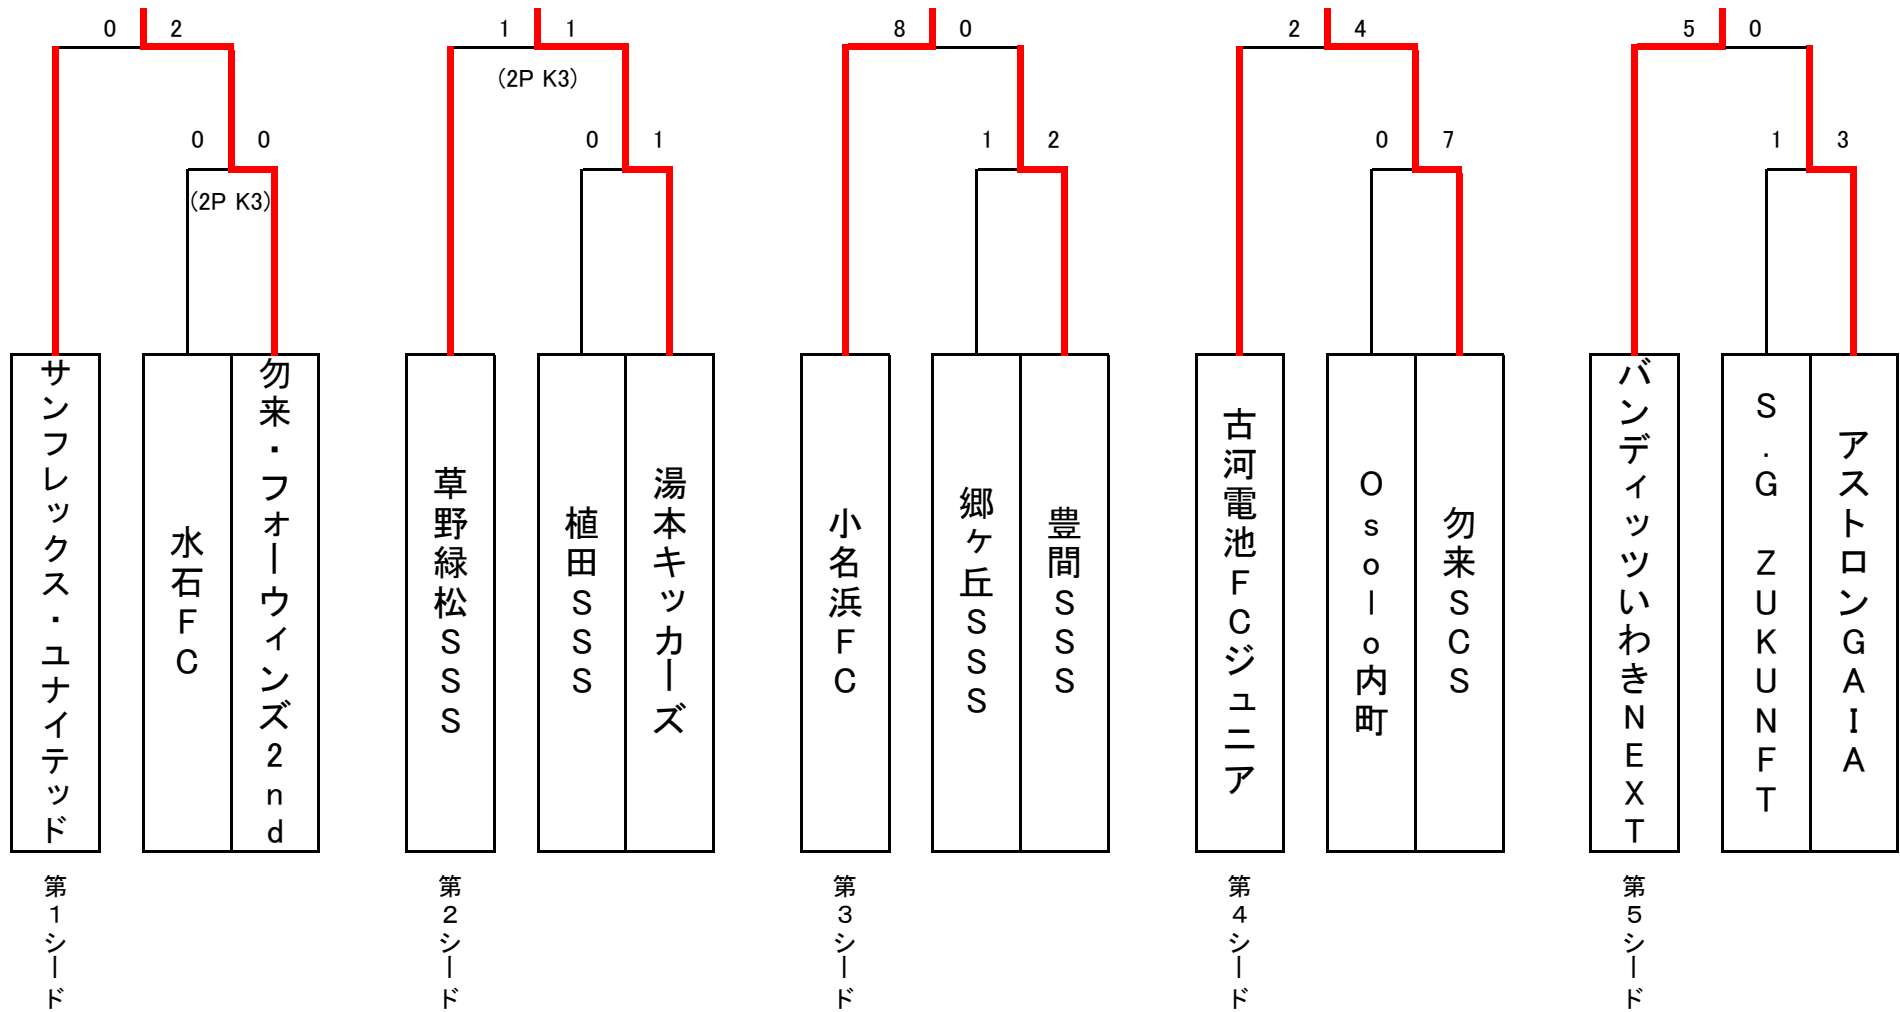 0 2
1 1
8 0
2 4
5 0
(2P K3)
0 0
0 1
1 2
0 7
1 3
(2P K3)
サンフレックス・ユナイテッド
水石FC
勿来・フォーウィンズ2nd
草野緑松SSS
植田SSS
湯本キッカーズ
小名浜FC
郷ヶ丘SSS
豊間SSS
古河電池FCジュニア
Osolo内町
勿来SCS
バンディッツいわきNEXT
S.G ZUKUNFT
アストロンGAIA
第1シード
第2シード
第3シード
第4シード
第5シード